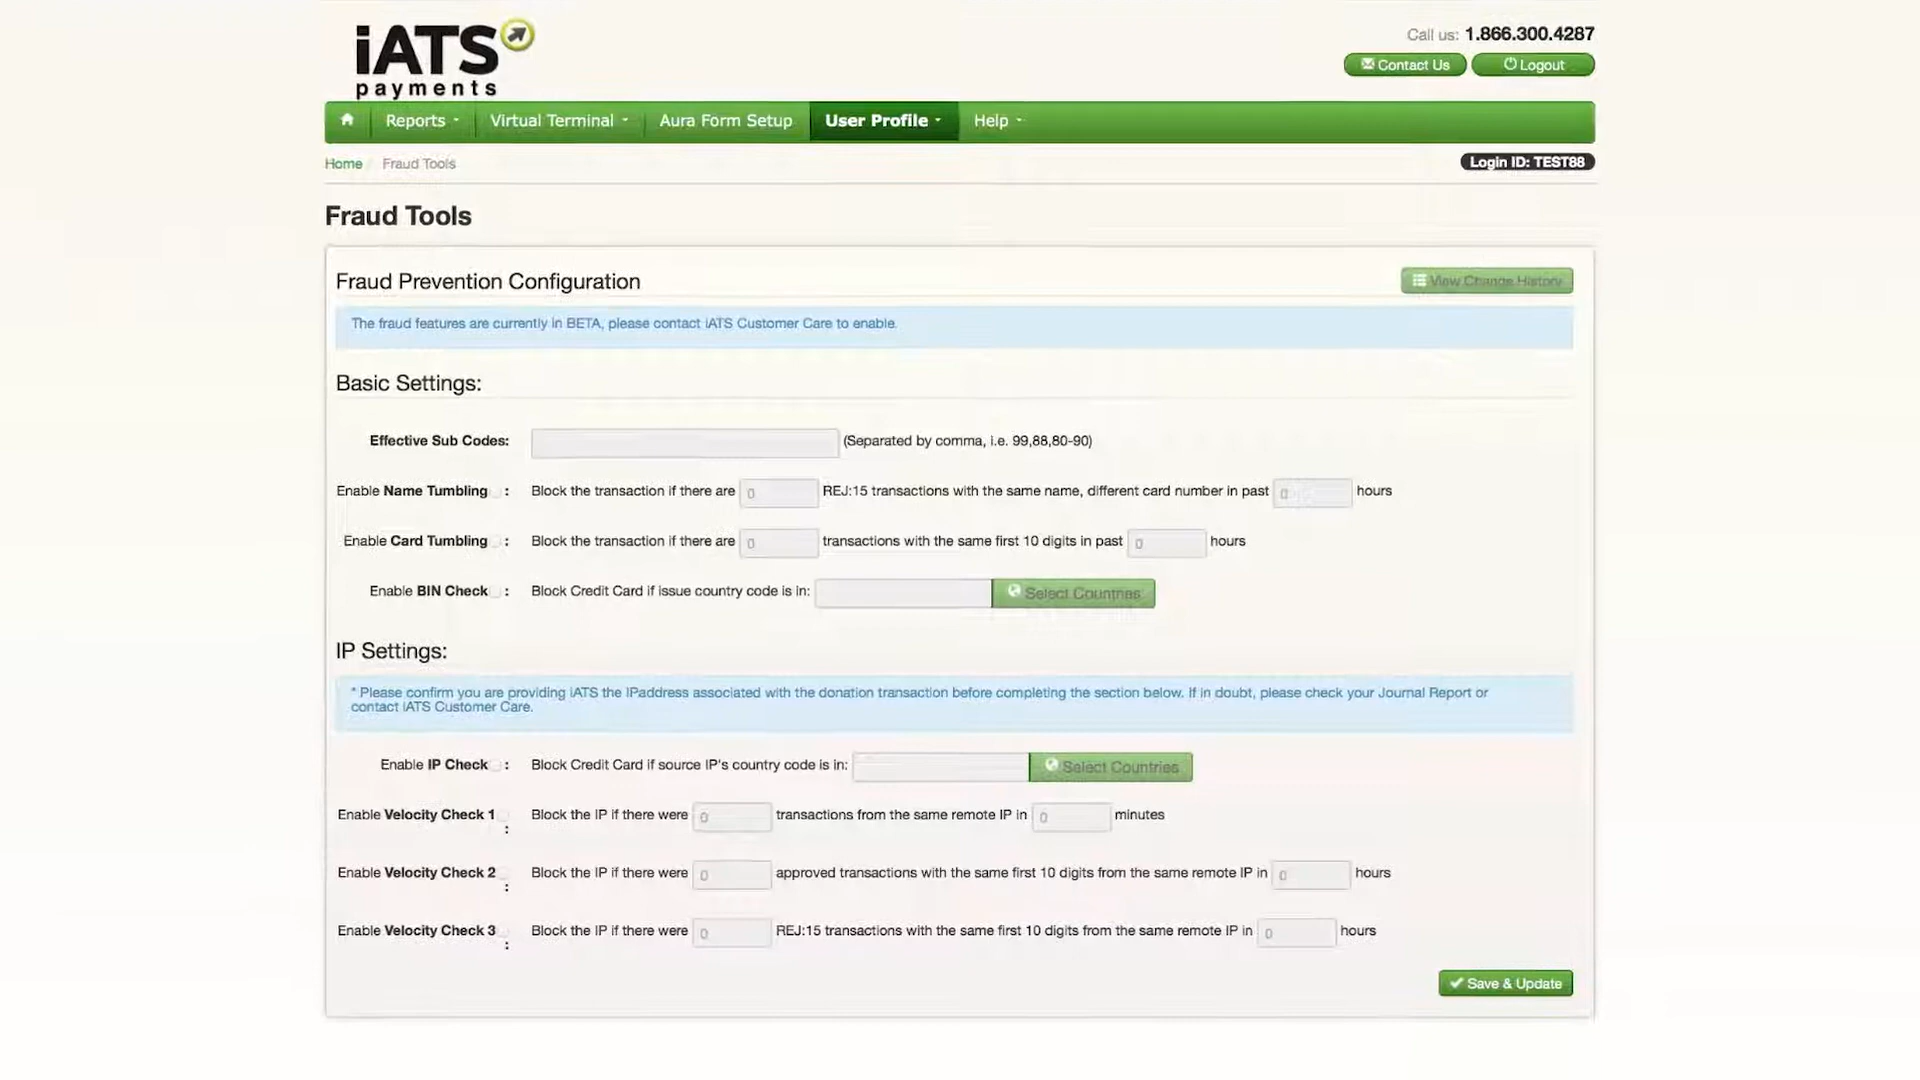 iATS
payments
Call us: 1.866.300.4287
Contact Us Logout
Reports Virtual Terminal Aura Form Setup User Profile Help
Home Fraud Tools Login ID: TEST88
Fraud Tools
Fraud Prevention Configuration View Change History
The fraud features are currently in BETA, please contact iATS Customer Care to enable.
Basic Settings:
Effective Sub Codes: (Separated by comma, i.e. 99,88,80-90)
Enable Name Tumbling : Block the transaction if there are 0 REJ:15 transactions with the same name, different card number in past 0 hours
Enable Card Tumbling : Block the transaction if there are 0 transactions with the same first 10 digits in past 0 hours
Enable BIN Check : Block Credit Card if issue country code is in: Select Countries
IP Settings:
* Please confirm you are providing iATS the IPaddress associated with the donation transaction before completing the section below. If in doubt, please check your Journal Report or
contact iATS Customer Care.
Enable IP Check : Block Credit Card if source IP's country code is in: Select Countries
Enable Velocity Check 1 : Block the IP if there were 0 transactions from the same remote IP in 0 minutes
Enable Velocity Check 2 : Block the IP if there were 0 approved transactions with the same first 10 digits from the same remote IP in 0 hours
Enable Velocity Check 3 : Block the IP if there were 0 REJ:15 transactions with the same first 10 digits from the same remote IP in 0 hours
Save & Update